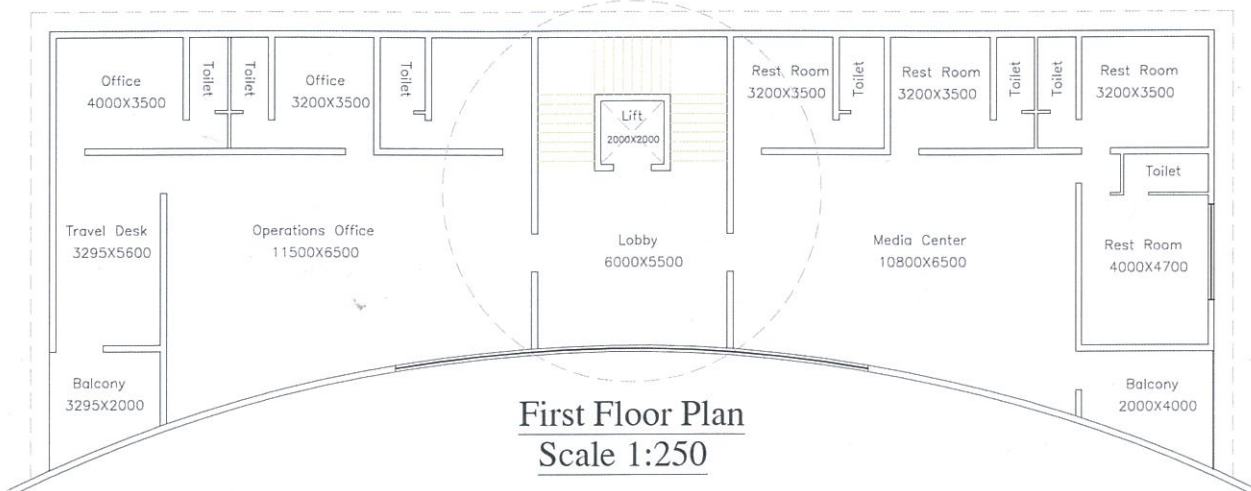 Office
4000X3500
Toilet
Toilet
Office
3200X3500
Toilet
Lift
2000X2000
Rest Room
3200X3500
Toilet
Rest Room
3200X3500
Toilet
Toilet
Rest Room
3200X3500
Toilet
Travel Desk
3295X5600
Operations Office
11500X6500
Lobby
6000X5500
Media Center
10800X6500
Rest Room
4000X4700
Balcony
3295X2000
Balcony
2000X4000
First Floor Plan
Scale 1:250